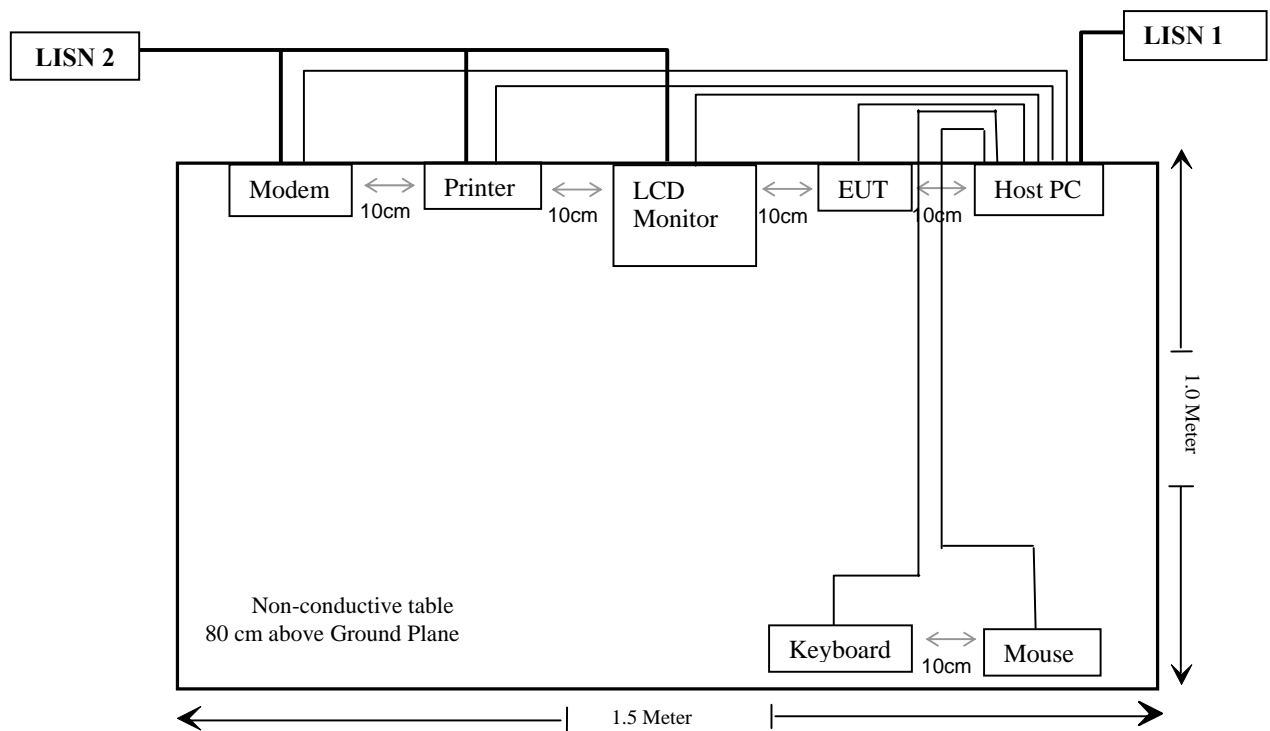 LISN 1
LISN 2
Modem
Printer
LCD
Monitor
EUT
Host PC
10cm
10cm
10cm
10cm
1.0 Meter
Non-conductive table
80 cm above Ground Plane
Keyboard
10cm
Mouse
1.5 Meter